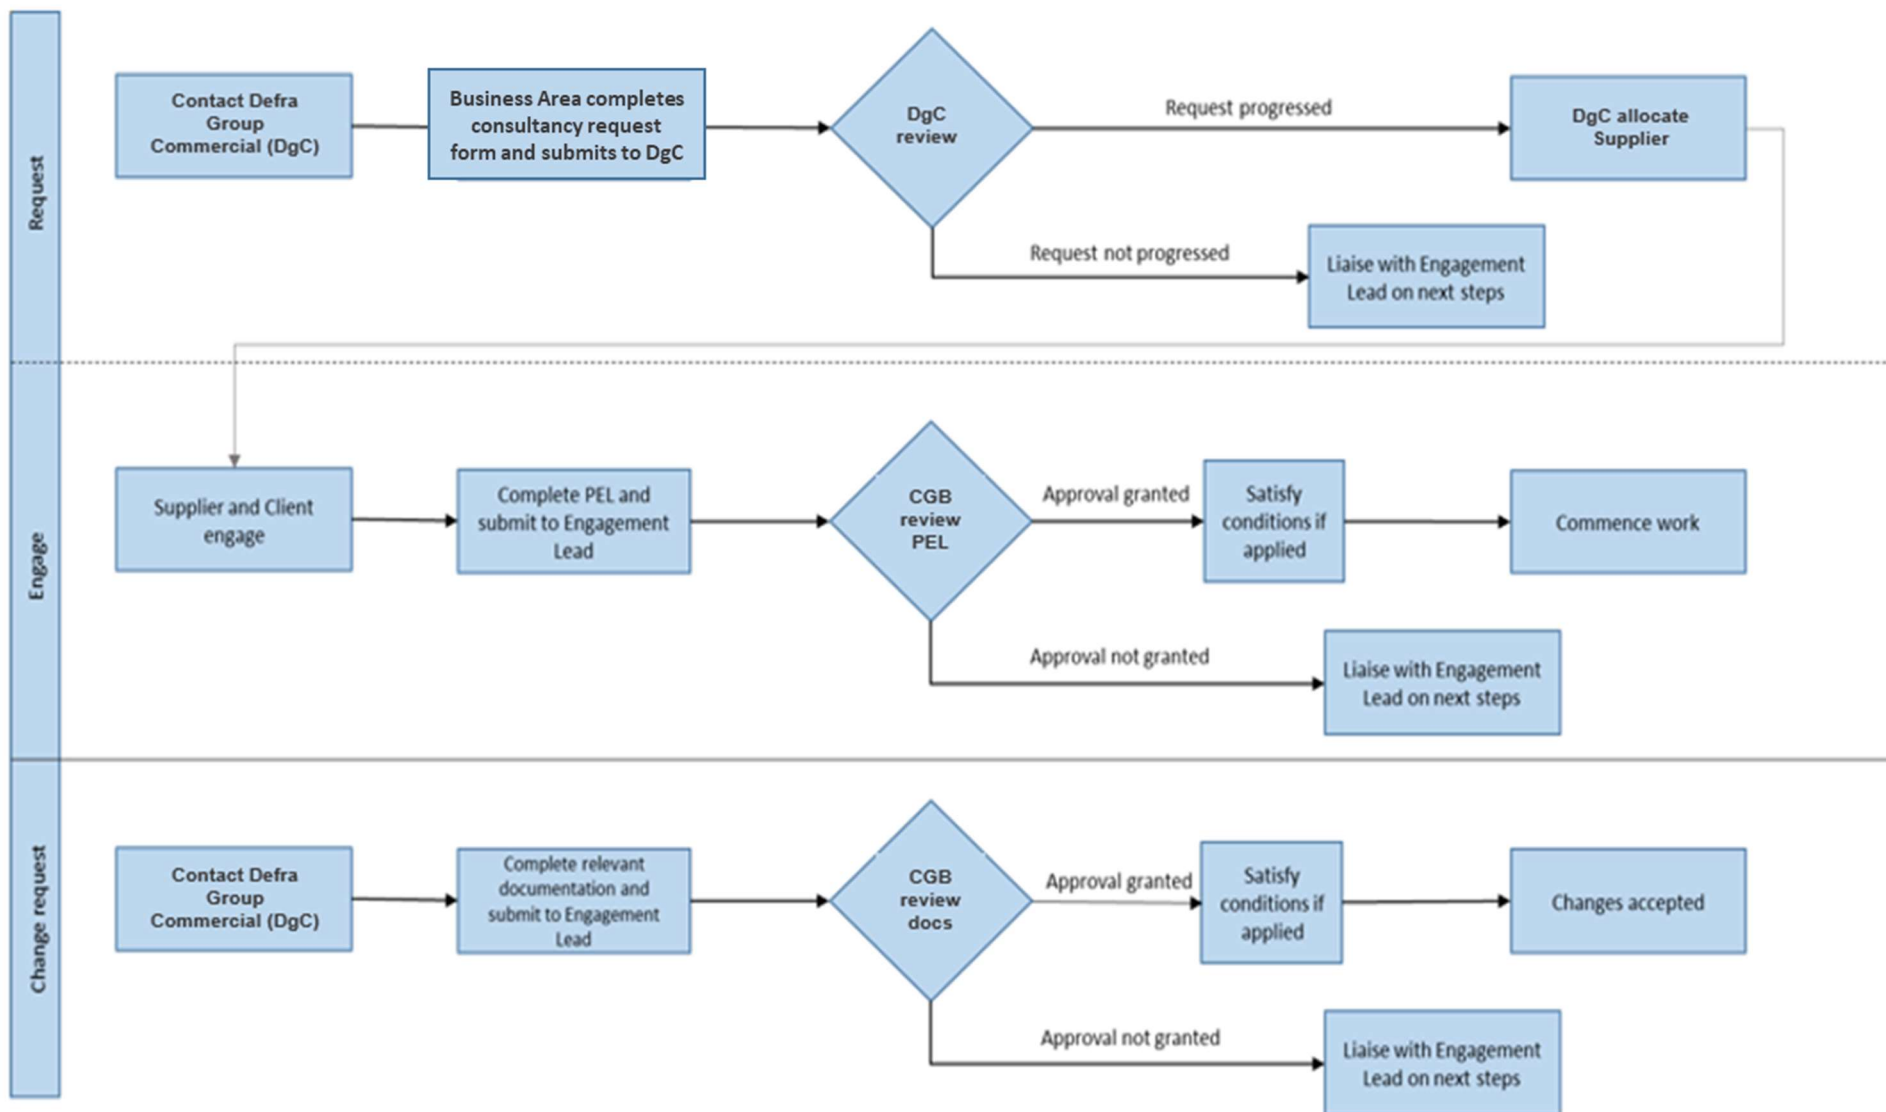 Request
Contact Defra
Group
Commercial (DgC)
Business Area completes
consultancy request
form and submits to DgC
DgC
review
Request progressed
DgC allocate
Supplier
Request not progressed
Liaise with Engagement
Lead on next steps
Engage
Supplier and Client
engage
Complete PEL and
submit to Engagement
Lead
CGB
review
PEL
Approval granted
Satisfy
conditions if
applied
Commence work
Approval not granted
Liaise with Engagement
Lead on next steps
Change request
Contact Defra
Group
Commercial (DgC)
Complete relevant
documentation and
submit to Engagement
Lead
CGB
review
docs
Approval granted
Satisfy
conditions if
applied
Changes accepted
Approval not granted
Liaise with Engagement
Lead on next steps